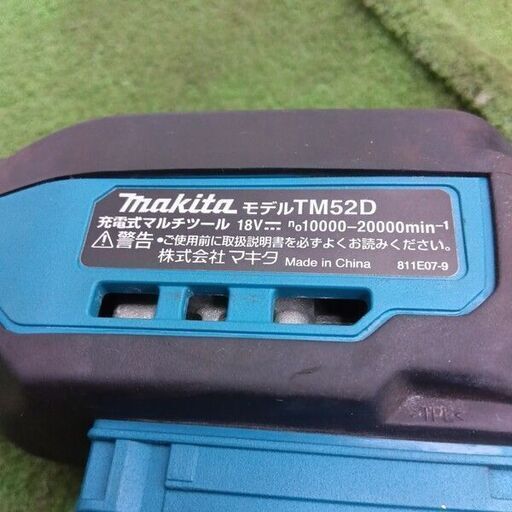 makita モデルTM52D
充電式マルチツール 18V⎓ n₀10000–20000min⁻¹
⚠警告 •ご使用前に取扱説明書を必ずよくお読みください。
株式会社 マキタ Made in China 811E07-9
>TPE<